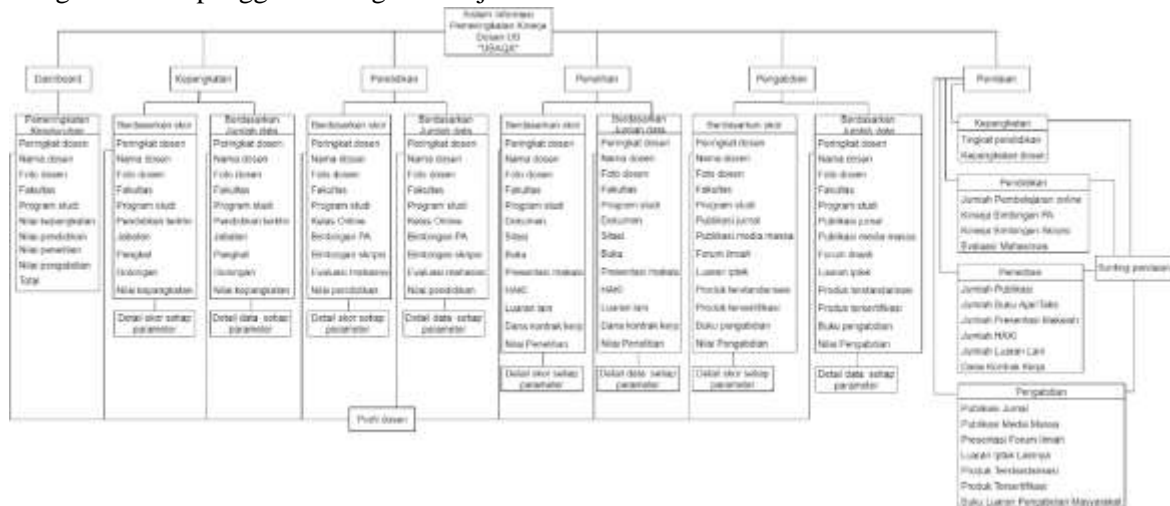 Sistem Informasi
Pemeringkatan Kinerja
Dosen UB
"UBAQA"
Dashboard
Kepangkatan
Pendidikan
Penelitian
Pengabdian
Penilaian
Pemeringkatan
Keseluruhan
Peringkat dosen
Nama dosen
Foto dosen
Fakultas
Program studi
Nilai kepangkatan
Nilai pendidikan
Nilai penelitian
Nilai pengabdian
Total
Berdasarkan skor
Peringkat dosen
Nama dosen
Foto dosen
Fakultas
Program studi
Pendidikan terkhir
Jabatan
Pangkat
Golongan
Nilai kepangkatan
Detail skor setiap
parameter
Berdasarkan
Jumlah data
Peringkat dosen
Nama dosen
Foto dosen
Fakultas
Program studi
Pendidikan terkhir
Jabatan
Pangkat
Golongan
Nilai kepangkatan
Detail data setiap
parameter
Berdasarkan skor
Peringkat dosen
Nama dosen
Foto dosen
Fakultas
Program studi
Kelas Online
Bimbingan PA
Bimbingan skripsi
Evaluasi mahasiswa
Nilai pendidikan
Detail skor setiap
parameter
Berdasarkan
Jumlah data
Peringkat dosen
Nama dosen
Foto dosen
Fakultas
Program studi
Kelas Online
Bimbingan PA
Bimbingan skripsi
Evaluasi mahasiswa
Nilai pendidikan
Detail data setiap
parameter
Berdasarkan skor
Peringkat dosen
Nama dosen
Foto dosen
Fakultas
Program studi
Dokumen
Sitasi
Buku
Presentasi makala
HAKI
Luaran lain
Dana kontrak kerja
Nilai Penelitian
Detail skor setiap
parameter
Berdasarkan
Jumlah data
Peringkat dosen
Nama dosen
Foto dosen
Fakultas
Program studi
Dokumen
Sitasi
Buku
Presentasi makala
HAKI
Luaran lain
Dana kontrak kerja
Nilai Penelitian
Detail data setiap
parameter
Berdasarkan skor
Peringkat dosen
Nama dosen
Foto dosen
Fakultas
Program studi
Publikasi jurnal
Publikasi media massa
Forum ilmiah
Luaran iptek
Produk terstandarisasi
Produk tersertifikasi
Buku pengabdian
Nilai Pengabdian
Detail skor setiap
parameter
Berdasarkan
Jumlah data
Peringkat dosen
Nama dosen
Foto dosen
Fakultas
Program studi
Publikasi jurnal
Publikasi media massa
Forum ilmiah
Luaran iptek
Produk terstandarisasi
Produk tersertifikasi
Buku pengabdian
Nilai Pengabdian
Detail data setiap
parameter
Kepangkatan
Tingkat pendidikan
Kepangkatan dosen
Pendidikan
Jumlah Pembelajaran online
Kinerja Bimbingan PA
Kinerja Bimbingan Skripsi
Evaluasi Mahasiswa
Penelitian
Jumlah Publikasi
Jumlah Buku Ajar/Teks
Jumlah Presentasi Makalah
Jumlah HAKI
Jumlah Luaran Lain
Dana Kontrak Kerja
Pengabdian
Publikasi Jurnal
Publikasi Media Massa
Presentasi Forum Ilmiah
Luaran Iptek Lainnya
Produk Terstandarisasi
Produk Tersertifikasi
Buku Luaran Pengabdian Masyarakat
Sunting penilaian
Profil dosen